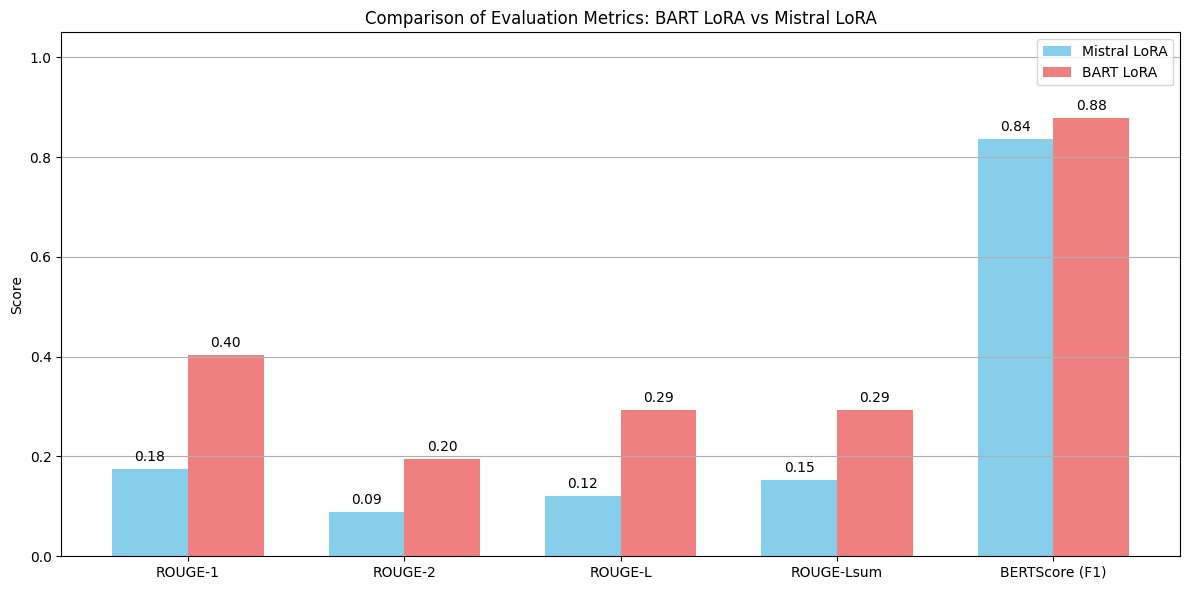 Comparison of Evaluation Metrics: BART LoRA vs Mistral LoRA
Mistral LoRA
BART LoRA
Score
1.0
0.8
0.6
0.4
0.2
0.0
0.18
0.40
0.09
0.20
0.12
0.29
0.15
0.29
0.84
0.88
ROUGE-1
ROUGE-2
ROUGE-L
ROUGE-Lsum
BERTScore (F1)